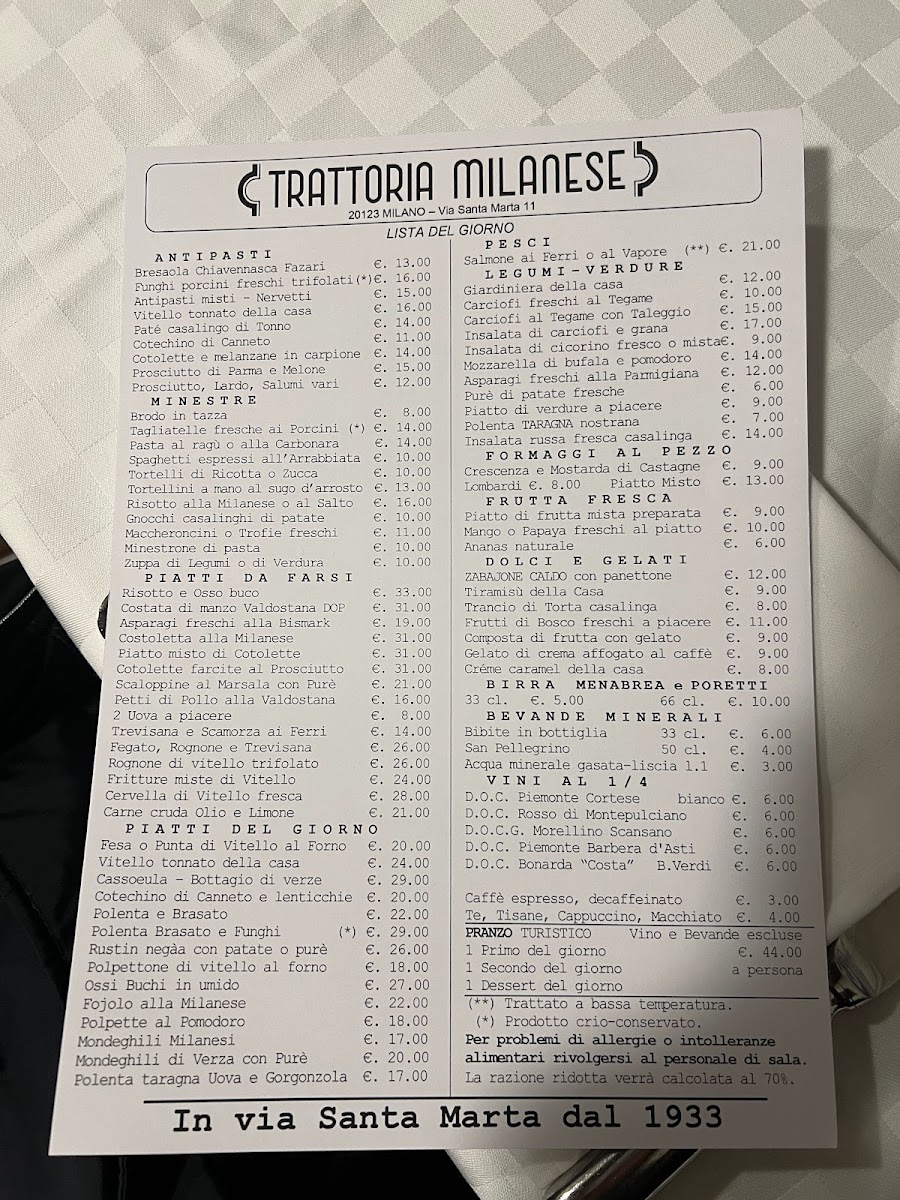 TRATTORIA MILANESE
20123 MILANO – Via Santa Marta 11
LISTA DEL GIORNO
ANTIPASTI
Bresaola Chiavennasca Fazari €. 13.00
Funghi porcini freschi trifolati(*)€. 16.00
Antipasti misti - Nervetti €. 15.00
Vitello tonnato della casa €. 16.00
Paté casalingo di Tonno €. 14.00
Cotechino di Canneto €. 11.00
Cotolette e melanzane in carpione €. 14.00
Prosciutto di Parma e Melone €. 15.00
Prosciutto, Lardo, Salumi vari €. 12.00
MINESTRE
Brodo in tazza €. 8.00
Tagliatelle fresche ai Porcini (*) €. 14.00
Pasta al ragù o alla Carbonara €. 14.00
Spaghetti espressi all'Arrabbiata €. 10.00
Tortelli di Ricotta o Zucca €. 10.00
Tortellini a mano al sugo d'arrosto €. 13.00
Risotto alla Milanese o al Salto €. 16.00
Gnocchi casalinghi di patate €. 10.00
Maccheroncini o Trofie freschi €. 11.00
Minestrone di pasta €. 10.00
Zuppa di Legumi o di Verdura €. 10.00
PIATTI DA FARSI
Risotto e Osso buco €. 33.00
Costata di manzo Valdostana DOP €. 31.00
Asparagi freschi alla Bismark €. 19.00
Costoletta alla Milanese €. 31.00
Piatto misto di Cotolette €. 31.00
Cotolette farcite al Prosciutto €. 31.00
Scaloppine al Marsala con Purè €. 21.00
Petti di Pollo alla Valdostana €. 16.00
2 Uova a piacere €. 8.00
Trevisana e Scamorza ai Ferri €. 14.00
Fegato, Rognone e Trevisana €. 26.00
Rognone di vitello trifolato €. 26.00
Fritture miste di Vitello €. 24.00
Cervella di Vitello fresca €. 28.00
Carne cruda Olio e Limone €. 21.00
PIATTI DEL GIORNO
Fesa o Punta di Vitello al Forno €. 20.00
Vitello tonnato della casa €. 24.00
Cassoeula - Bottagio di verze €. 29.00
Cotechino di Canneto e lenticchie €. 20.00
Polenta e Brasato €. 22.00
Polenta Brasato e Funghi (*) €. 29.00
Rustin negàa con patate o purè €. 26.00
Polpettone di vitello al forno €. 18.00
Ossi Buchi in umido €. 27.00
Fojolo alla Milanese €. 22.00
Polpette al Pomodoro €. 18.00
Mondeghili Milanesi €. 17.00
Mondeghili di Verza con Purè €. 20.00
Polenta taragna Uova e Gorgonzola €. 17.00
PESCI
Salmone ai Ferri o al Vapore (**) €. 21.00
LEGUMI-VERDURE
Giardiniera della casa €. 12.00
Carciofi freschi al Tegame €. 10.00
Carciofi al Tegame con Taleggio €. 15.00
Insalata di carciofi e grana €. 17.00
Insalata di cicorino fresco o mista€. 9.00
Mozzarella di bufala e pomodoro €. 14.00
Asparagi freschi alla Parmigiana €. 12.00
Purè di patate fresche €. 6.00
Piatto di verdure a piacere €. 9.00
Polenta TARAGNA nostrana €. 7.00
Insalata russa fresca casalinga €. 14.00
FORMAGGI AL PEZZO
Crescenza e Mostarda di Castagne €. 9.00
Lombardi €. 8.00 Piatto Misto €. 13.00
FRUTTA FRESCA
Piatto di frutta mista preparata €. 9.00
Mango o Papaya freschi al piatto €. 10.00
Ananas naturale €. 6.00
DOLCI E GELATI
ZABAJONE CALDO con panettone €. 12.00
Tiramisù della Casa €. 9.00
Trancio di Torta casalinga €. 8.00
Frutti di Bosco freschi a piacere €. 11.00
Composta di frutta con gelato €. 9.00
Gelato di crema affogato al caffè €. 9.00
Créme caramel della casa €. 8.00
BIRRA MENABREA e PORETTI
33 cl. €. 5.00 66 cl. €. 10.00
BEVANDE MINERALI
Bibite in bottiglia 33 cl. €. 6.00
San Pellegrino 50 cl. €. 4.00
Acqua minerale gasata-liscia l.1 €. 3.00
VINI AL 1/4
D.O.C. Piemonte Cortese bianco €. 6.00
D.O.C. Rosso di Montepulciano €. 6.00
D.O.C.G. Morellino Scansano €. 6.00
D.O.C. Piemonte Barbera d'Asti €. 6.00
D.O.C. Bonarda "Costa" B.Verdi €. 6.00
Caffè espresso, decaffeinato €. 3.00
Te, Tisane, Cappuccino, Macchiato €. 4.00
PRANZO TURISTICO Vino e Bevande escluse
1 Primo del giorno €. 44.00
1 Secondo del giorno a persona
1 Dessert del giorno
(**) Trattato a bassa temperatura.
(*) Prodotto crio-conservato.
Per problemi di allergie o intolleranze
alimentari rivolgersi al personale di sala.
La razione ridotta verrà calcolata al 70%.
In via Santa Marta dal 1933